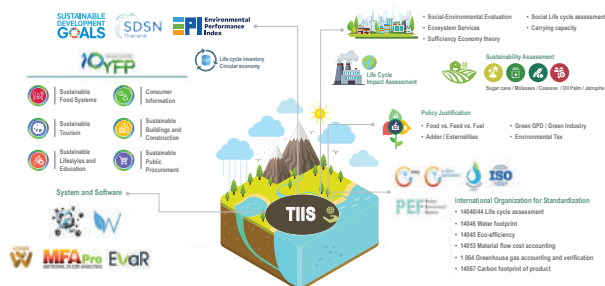 SUSTAINABLE
DEVELOPMENT
GOALS
SDSN
Thailand
EPI Environmental
Performance
Index
Life cycle inventory
Circular economy
10YFP
Sustainable
Food Systems
Consumer
Information
Sustainable
Tourism
Sustainable
Buildings and
Construction
Sustainable
Lifestyles and
Education
Sustainable
Public
Procurement
System and Software
MFA Pro
EVaR
TIIS
• Social-Environmental Evaluation
• Ecosystem Services
• Sufficiency Economy theory
• Social Life cycle assessment
• Carrying capacity
Life Cycle
Impact Assessment
Sustainability Assessment
Sugar cane / Molasses / Cassava / Oil Palm / Jatropha
Policy Justification
• Food vs. Feed vs. Fuel
• Adder / Externalities
• Green GPD / Green Industry
• Environmental Tax
ISO
PEF
International Organization for Standardization
• 14040/44 Life cycle assessment
• 14046 Water footprint
• 14045 Eco-efficiency
• 14053 Material flow cost accounting
• 1 064 Greenhouse gas accounting and verification
• 14067 Carbon footprint of product